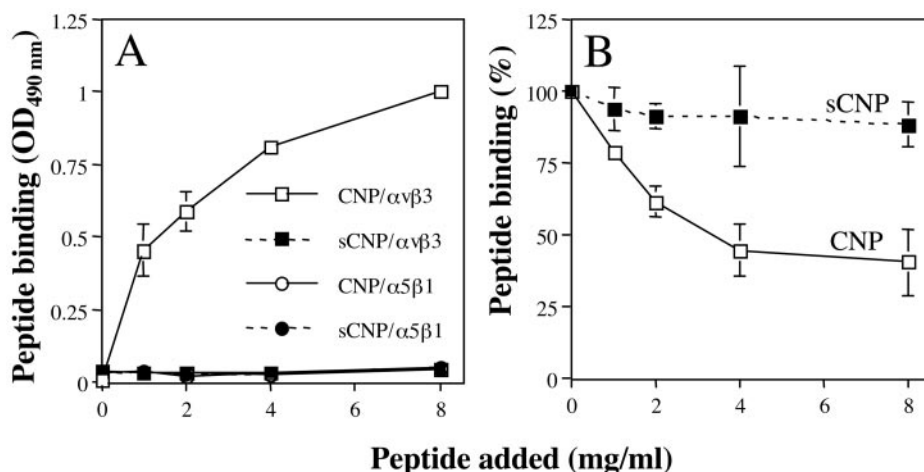 A
Peptide binding (OD490 nm)
1.25
1
0.75
0.5
0.25
0
0
2
4
6
8
CNP/αvβ3
sCNP/αvβ3
CNP/α5β1
sCNP/α5β1
B
Peptide binding (%)
125
100
75
50
25
0
0
2
4
6
8
sCNP
CNP
Peptide added (mg/ml)